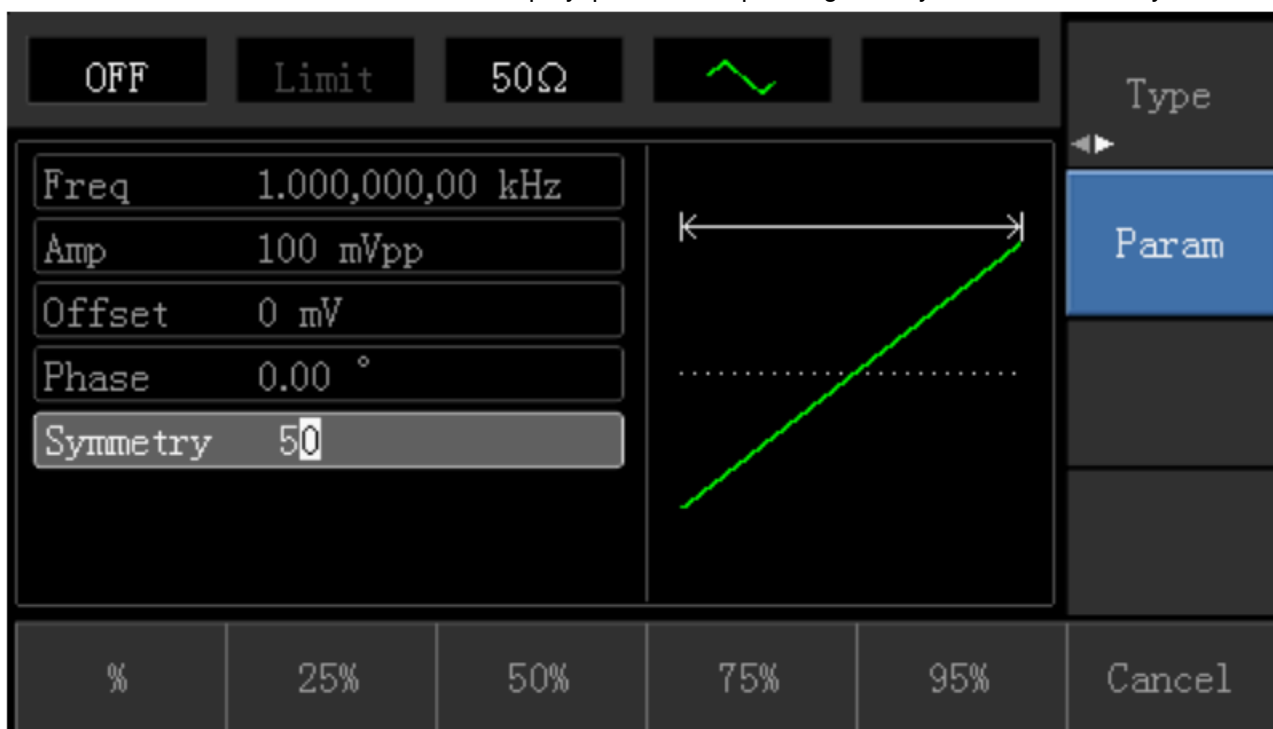 OFF Limit 50Ω
Type
Freq 1.000,000,00 kHz
Amp 100 mVpp
Param
Offset 0 mV
Phase 0.00 °
Symmetry 50
% 25% 50% 75% 95% Cancel